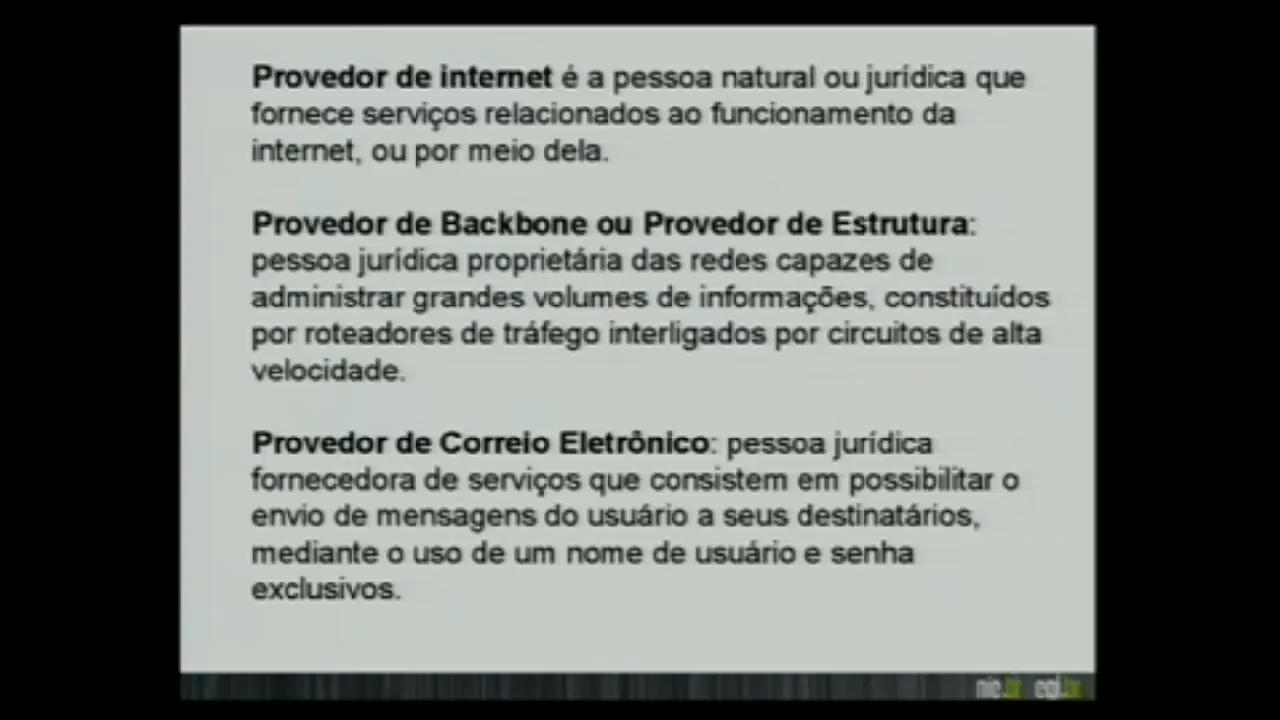 Provedor de internet é a pessoa natural ou jurídica que
fornece serviços relacionados ao funcionamento da
internet, ou por meio dela.
Provedor de Backbone ou Provedor de Estrutura:
pessoa jurídica proprietária das redes capazes de
administrar grandes volumes de informações, constituídos
por roteadores de tráfego interligados por circuitos de alta
velocidade.
Provedor de Correio Eletrônico: pessoa jurídica
fornecedora de serviços que consistem em possibilitar o
envio de mensagens do usuário a seus destinatários,
mediante o uso de um nome de usuário e senha
exclusivos.
nic.br cgi.br